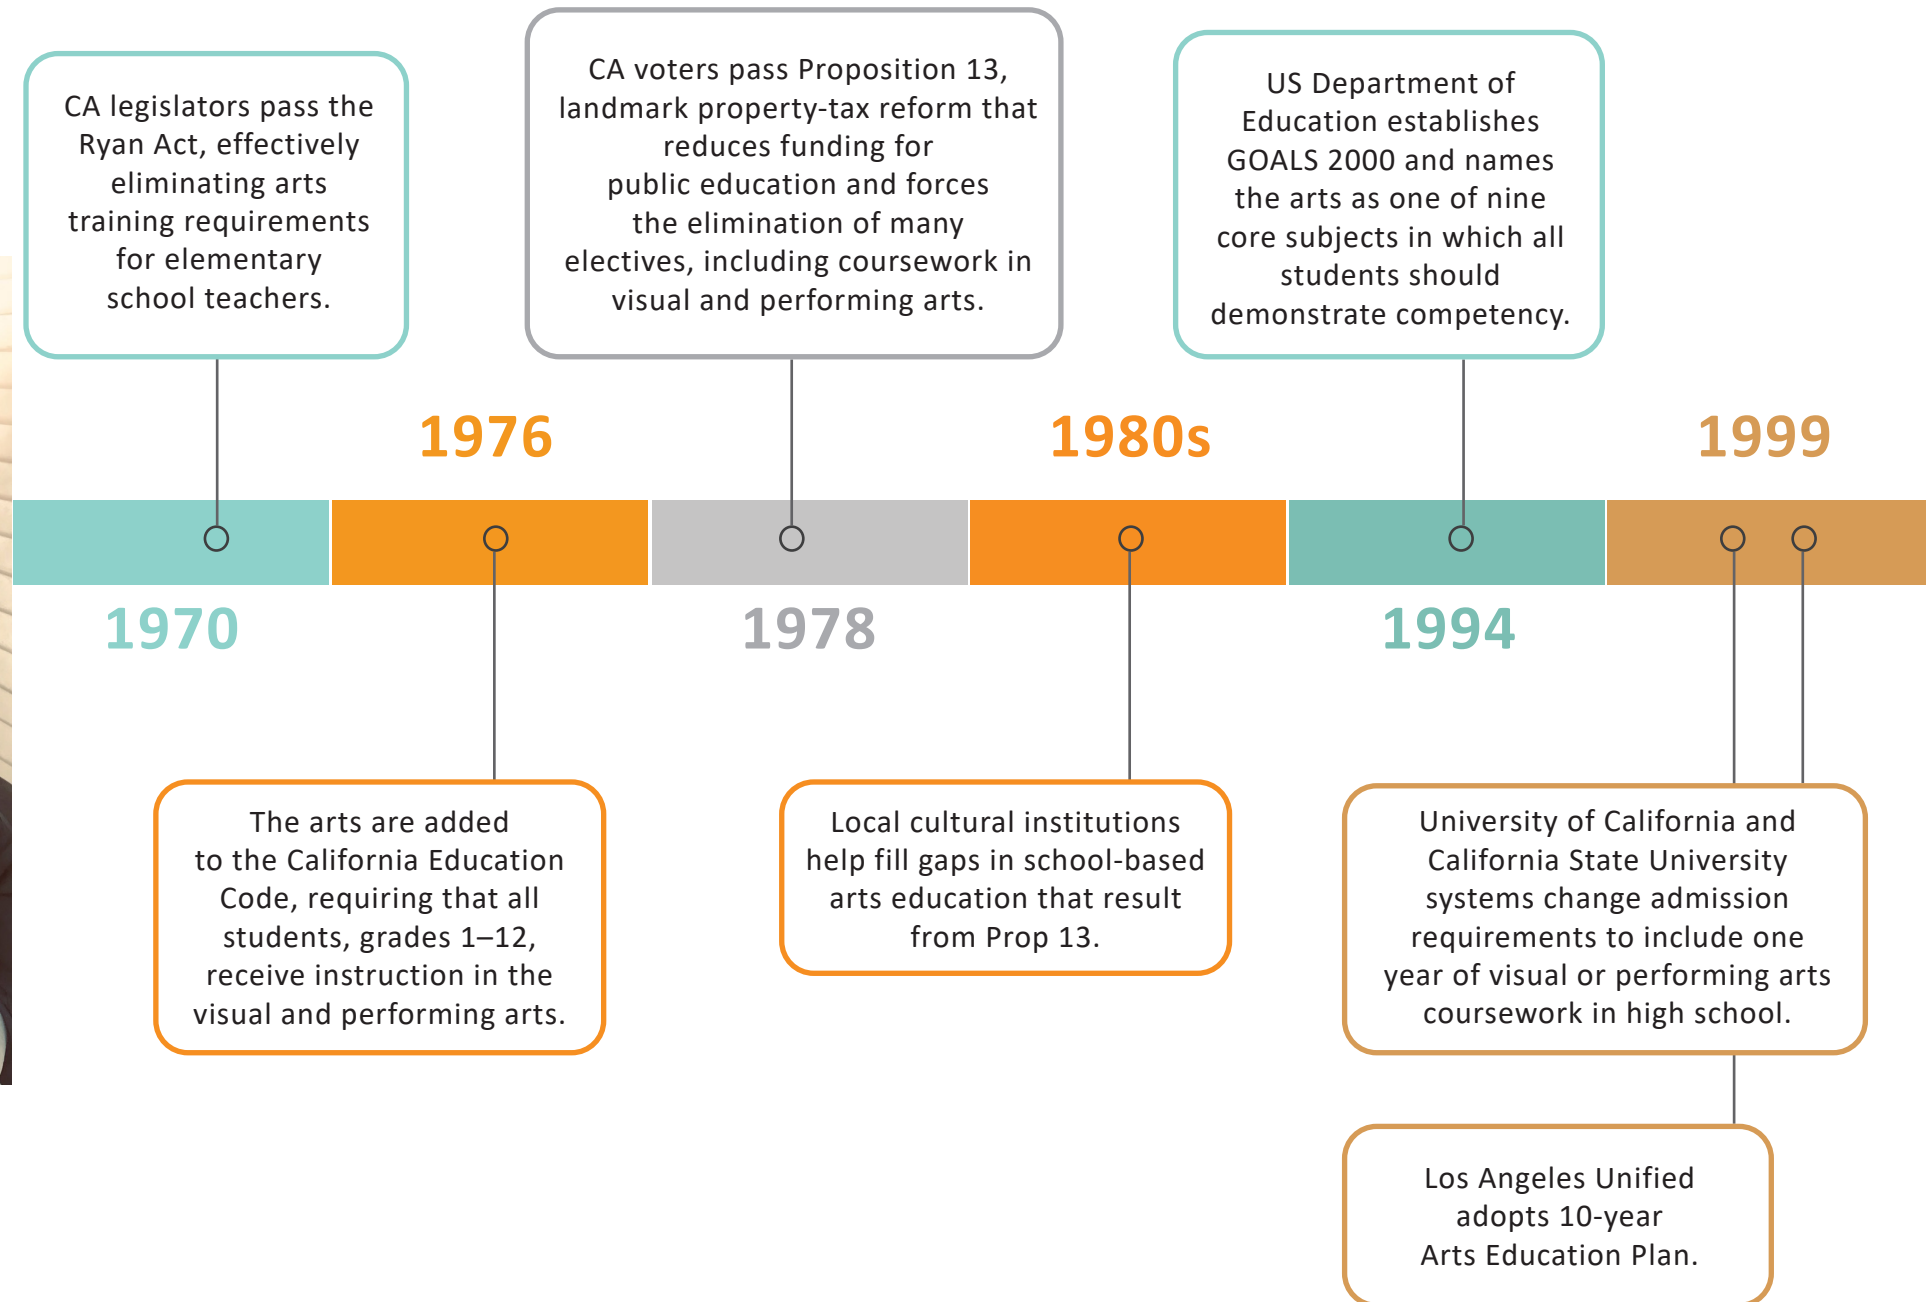 CA legislators pass the
Ryan Act, effectively
eliminating arts
training requirements
for elementary
school teachers.
CA voters pass Proposition 13,
landmark property-tax reform that
reduces funding for
public education and forces
the elimination of many
electives, including coursework in
visual and performing arts.
US Department of
Education establishes
GOALS 2000 and names
the arts as one of nine
core subjects in which all
students should
demonstrate competency.
1976
1980s
1999
1970
1978
1994
The arts are added
to the California Education
Code, requiring that all
students, grades 1–12,
receive instruction in the
visual and performing arts.
Local cultural institutions
help fill gaps in school-based
arts education that result
from Prop 13.
University of California and
California State University
systems change admission
requirements to include one
year of visual or performing arts
coursework in high school.
Los Angeles Unified
adopts 10-year
Arts Education Plan.